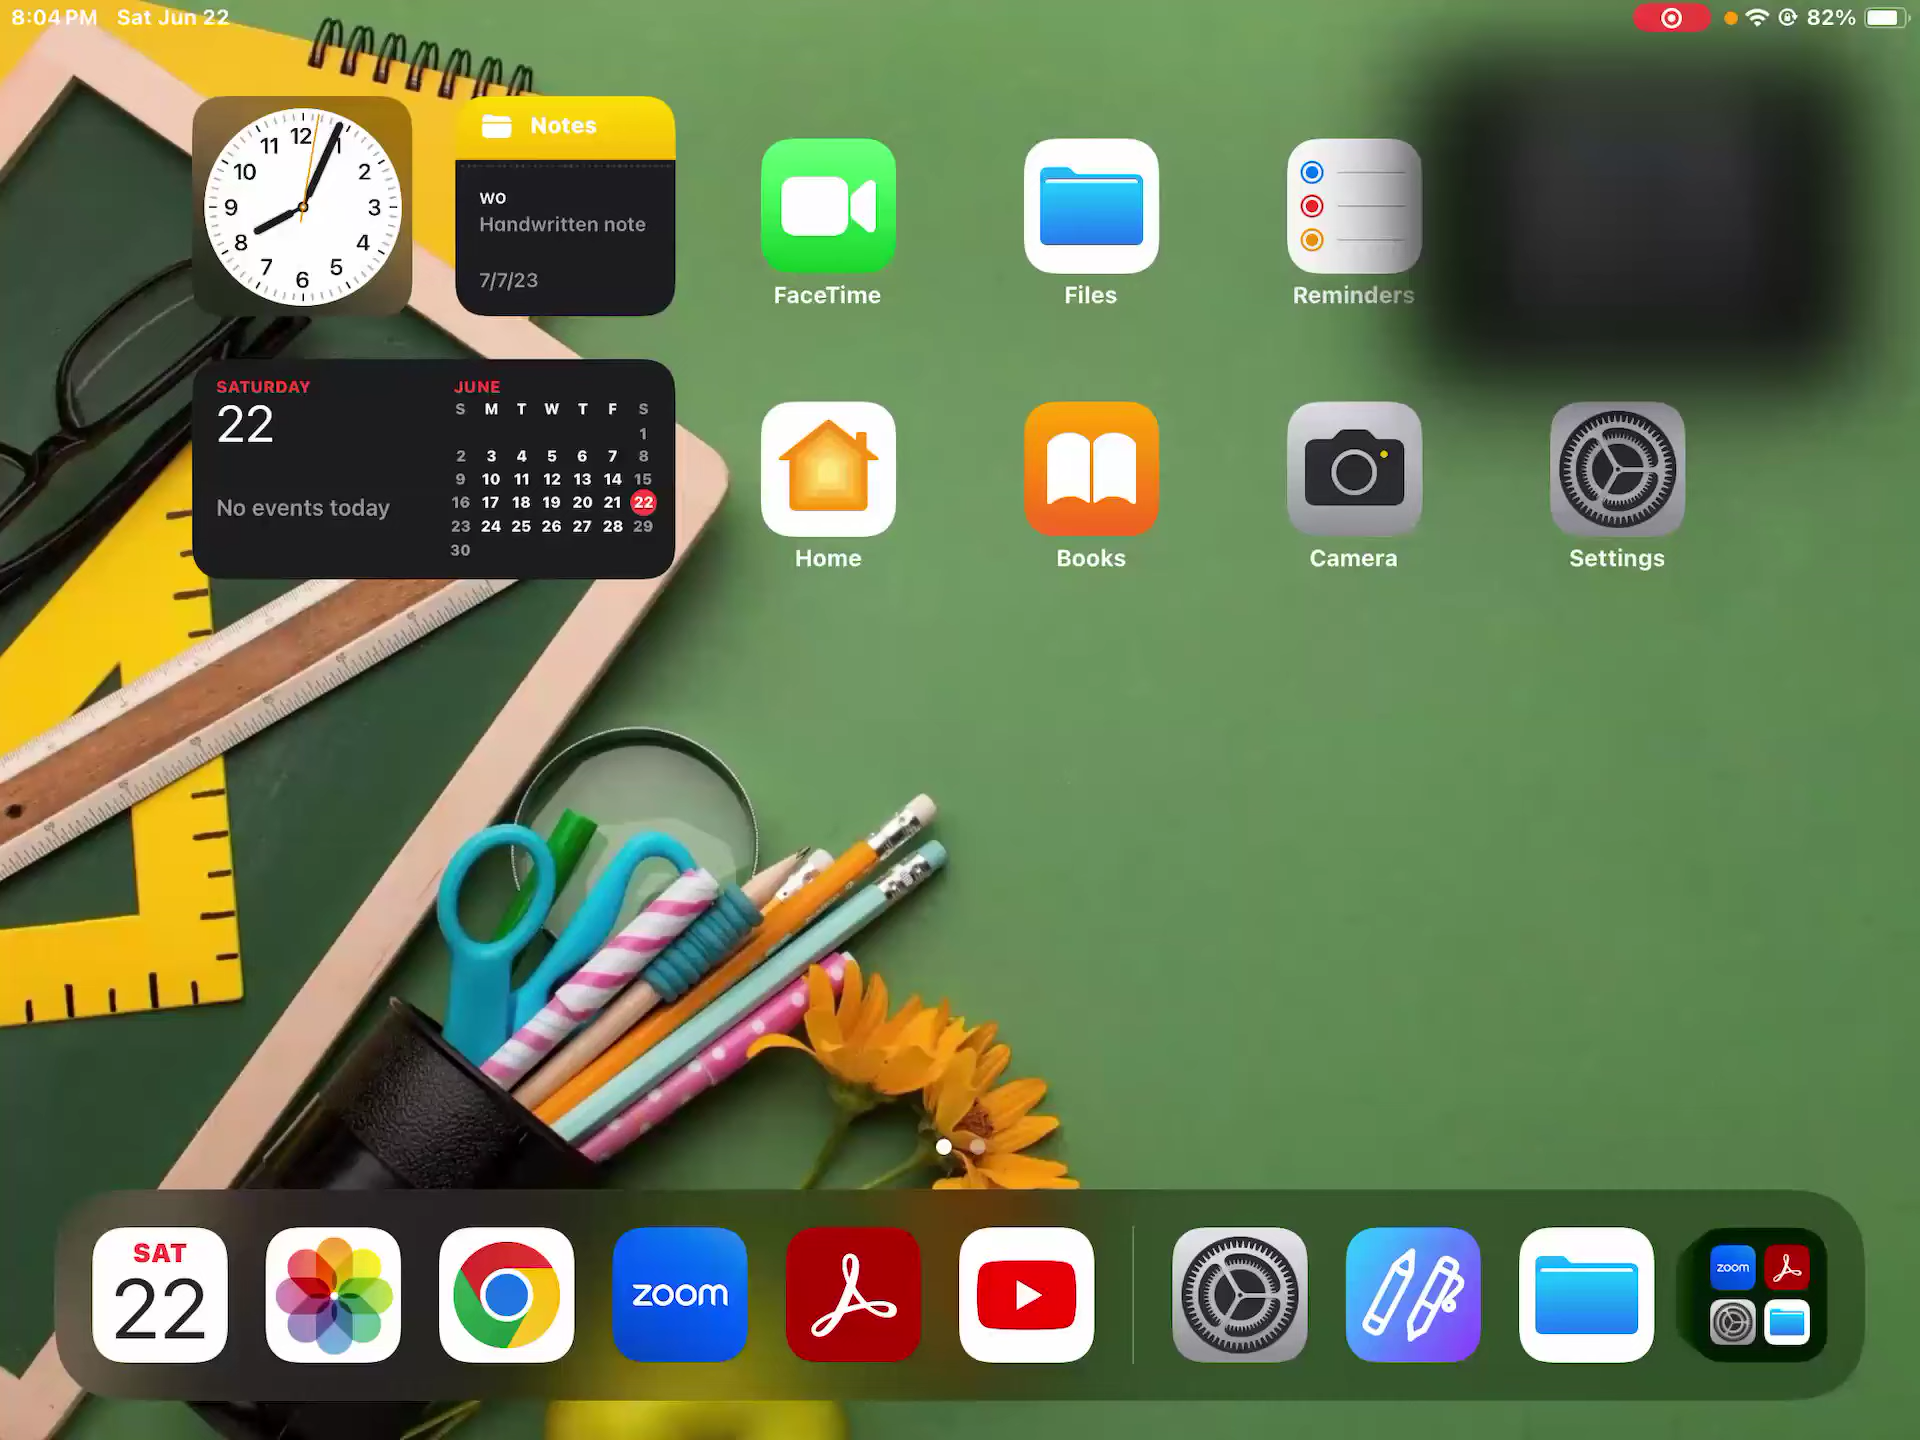 8:04 PM Sat Jun 22
82%
12
11
1
10
2
9
3
8
4
7
5
6
Notes
wo
Handwritten note
7/7/23
FaceTime
Files
Reminders
SATURDAY
22
No events today
JUNE
S M T W T F S
1
2 3 4 5 6 7 8
9 10 11 12 13 14 15
16 17 18 19 20 21 22
23 24 25 26 27 28 29
30
Home
Books
Camera
Settings
SAT
22
zoom
zoom